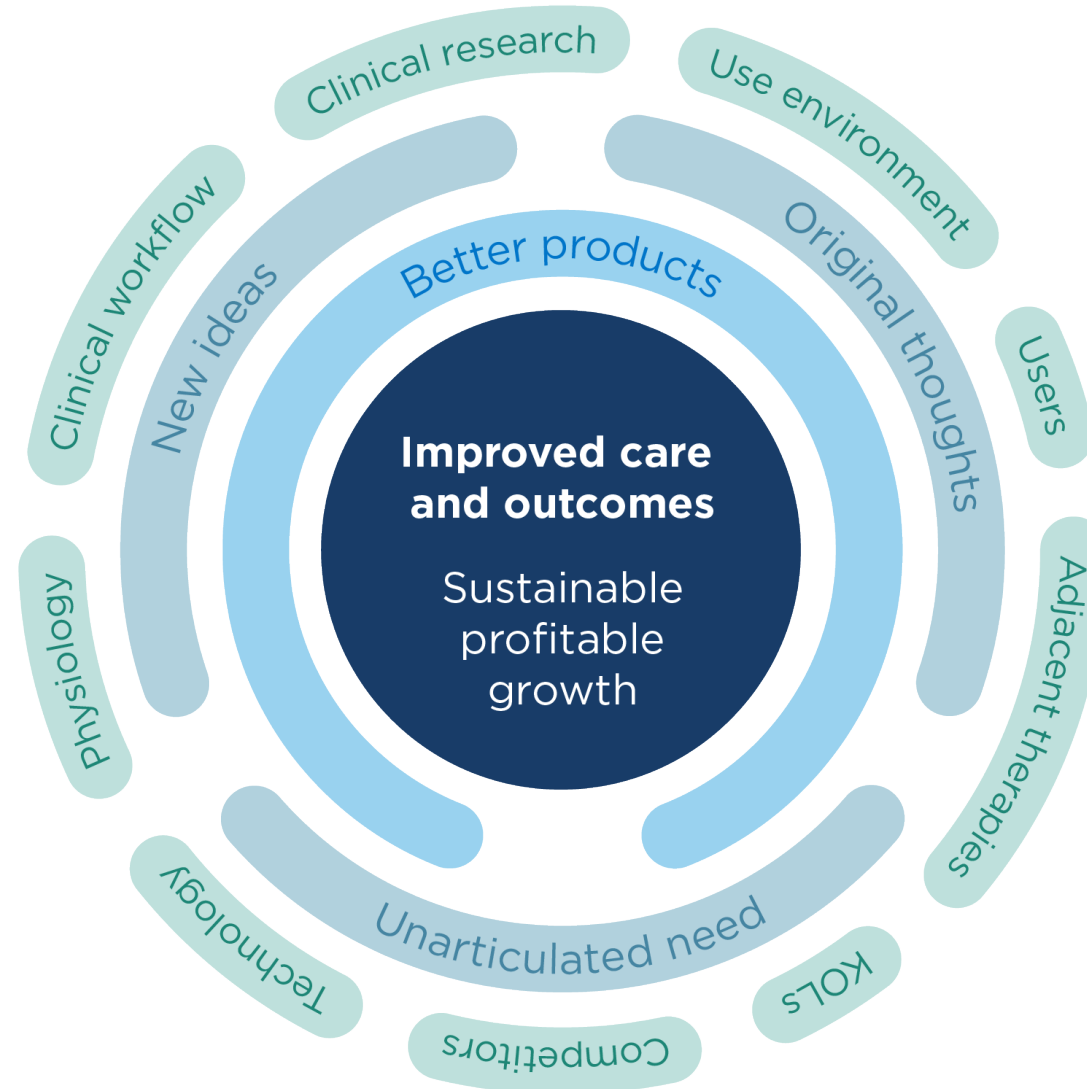 Clinical research
Use environment
Users
Adjacent therapies
KOLs
Competitors
Technology
Physiology
Clinical workflow
New ideas
Original thoughts
Unarticulated need
Better products
Improved care
and outcomes
Sustainable
profitable
growth